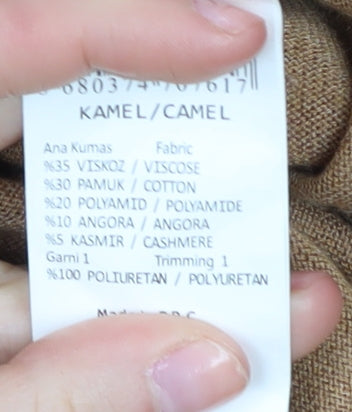 KAMEL/CAMEL
Ana Kumas Fabric
%35 VISKOZ / VISCOSE
%30 PAMUK / COTTON
%20 POLYAMID / POLYAMIDE
%10 ANGORA / ANGORA
%5 KASMIR / CASHMERE
Garni 1 Trimming 1
%100 POLIURETAN / POLYURETAN